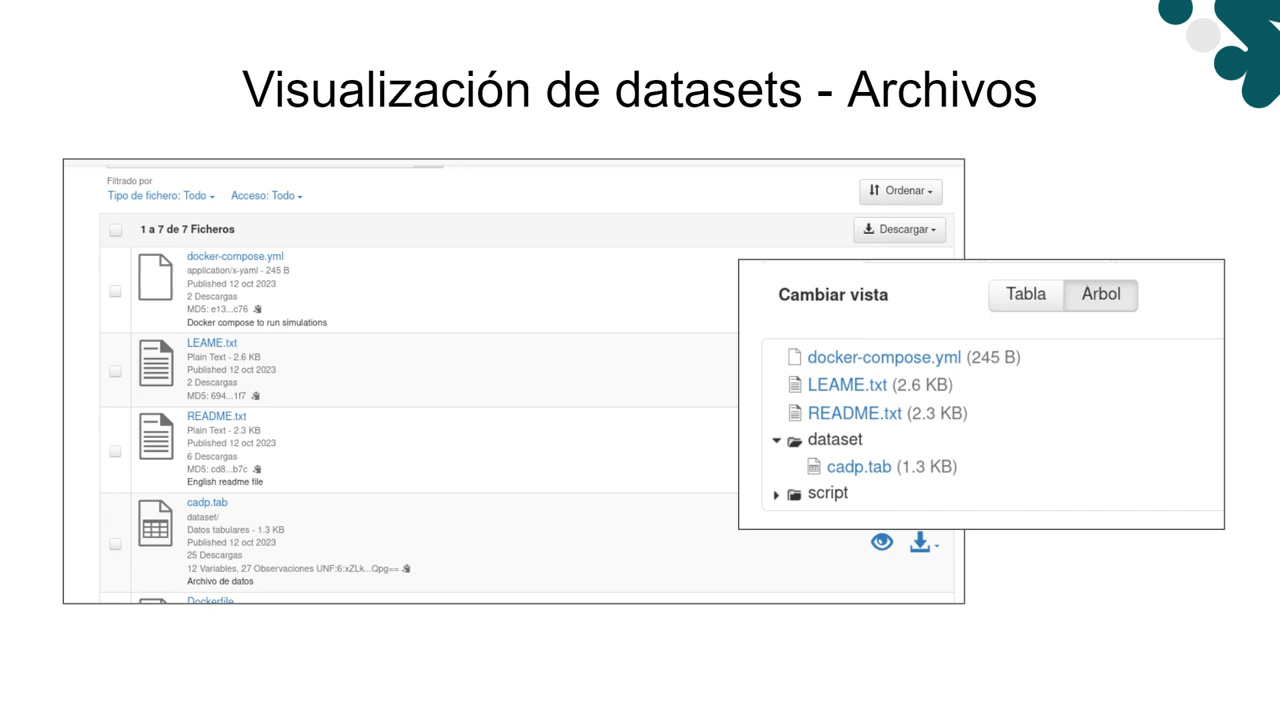 Visualización de datasets - Archivos
Filtrado por
Tipo de fichero: Todo
Acceso: Todo
Ordenar
1 a 7 de 7 Ficheros
Descargar
docker-compose.yml
application/x-yaml - 245 B
Published 12 oct 2023
2 Descargas
MD5: e13...c76
Docker compose to run simulations
LEAME.txt
Plain Text - 2.6 KB
Published 12 oct 2023
2 Descargas
MD5: 694...1f7
README.txt
Plain Text - 2.3 KB
Published 12 oct 2023
6 Descargas
MD5: cd8...b7c
English readme file
cadp.tab
dataset/
Datos tabulares - 1.3 KB
Published 12 oct 2023
25 Descargas
12 Variables, 27 Observaciones UNF:6:xZLk...Qpg==
Archivo de datos
Dockerfile
Cambiar vista
Tabla
Árbol
docker-compose.yml (245 B)
LEAME.txt (2.6 KB)
README.txt (2.3 KB)
dataset
cadp.tab (1.3 KB)
script